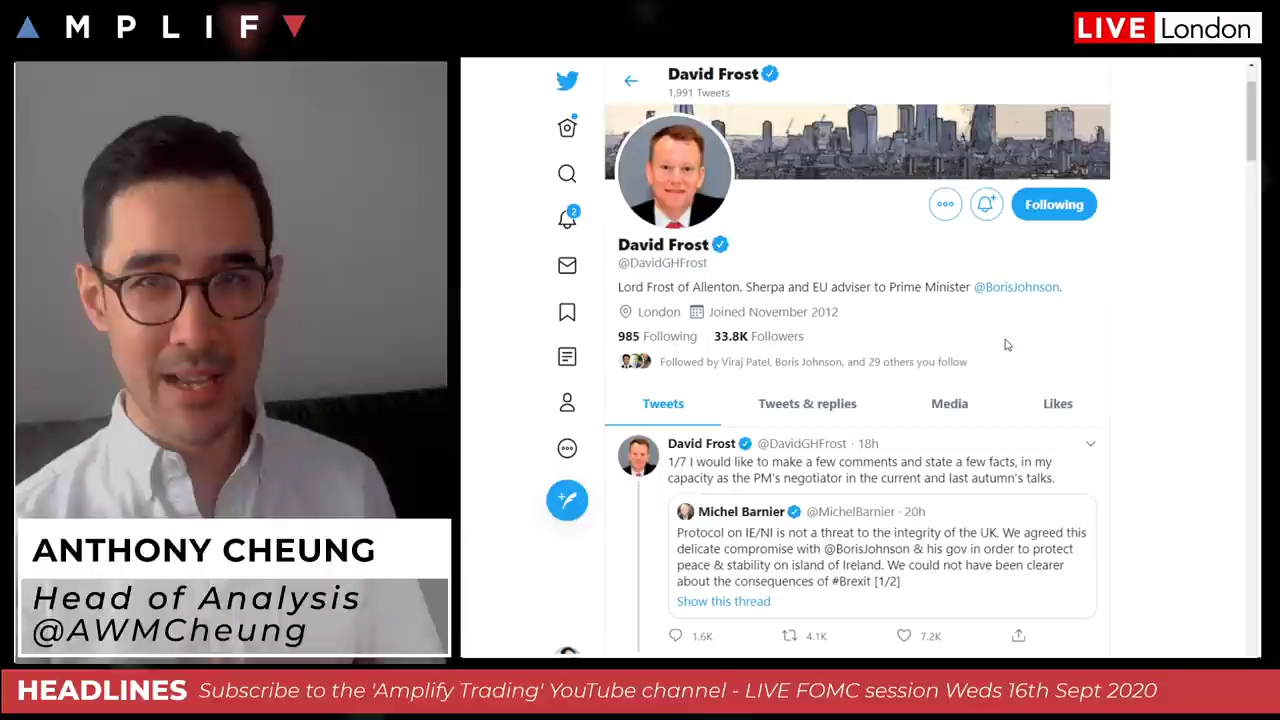 AMPLIFY
LIVE London
David Frost
1,991 Tweets
Following
David Frost
@DavidGHFrost
Lord Frost of Allenton. Sherpa and EU adviser to Prime Minister @BorisJohnson.
London Joined November 2012
985 Following 33.8K Followers
Followed by Viraj Patel, Boris Johnson, and 29 others you follow
Tweets Tweets & replies Media Likes
2
David Frost @DavidGHFrost · 18h
1/7 I would like to make a few comments and state a few facts, in my
capacity as the PM's negotiator in the current and last autumn's talks.
Michel Barnier @MichelBarnier · 20h
Protocol on IE/NI is not a threat to the integrity of the UK. We agreed this
delicate compromise with @BorisJohnson & his gov in order to protect
peace & stability on island of Ireland. We could not have been clearer
about the consequences of #Brexit [1/2]
Show this thread
1.6K 4.1K 7.2K
ANTHONY CHEUNG
Head of Analysis
@AWMCheung
HEADLINES Subscribe to the 'Amplify Trading' YouTube channel - LIVE FOMC session Weds 16th Sept 2020